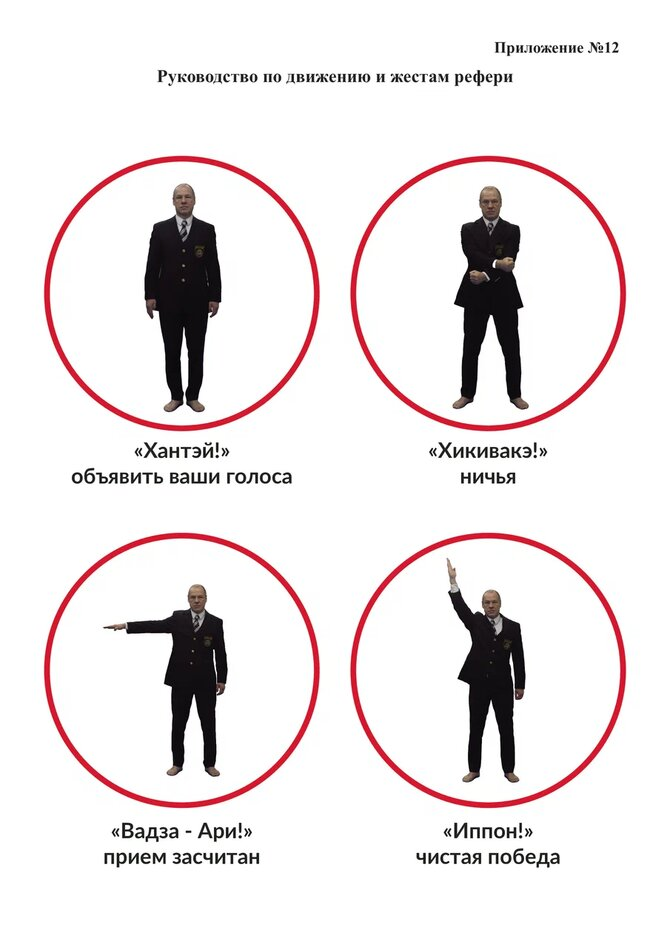 Приложение №12
Руководство по движению и жестам рефери
«Хантэй!»
объявить ваши голоса
«Хикивакэ!»
ничья
«Вадза - Ари!»
прием засчитан
«Иппон!»
чистая победа